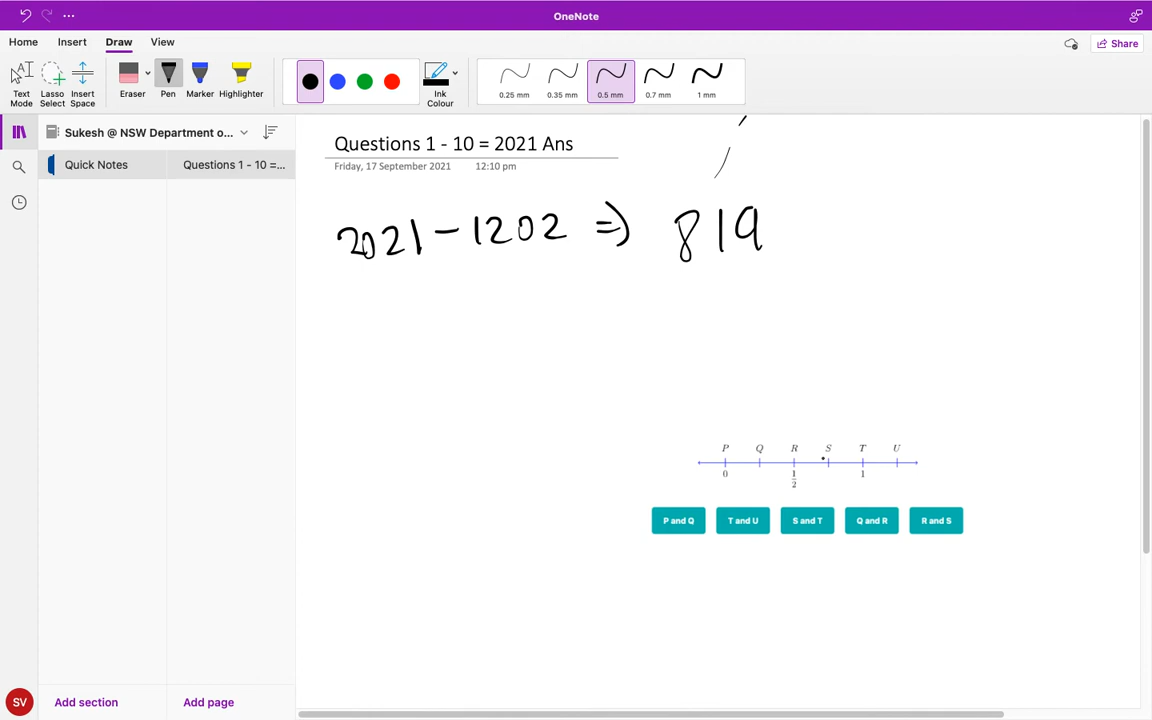 OneNote
Home Insert Draw View
Share
Text Mode
Lasso Select
Insert Space
Eraser
Pen
Marker
Highlighter
Ink Colour
0.25 mm
0.35 mm
0.5 mm
0.7 mm
1 mm
Sukesh @ NSW Department o...
Quick Notes
Questions 1 - 10 =...
Questions 1 - 10 = 2021 Ans
Friday, 17 September 2021 12:10 pm
2021 - 1202 => 819
P Q R S T U
0 1/2 1
P and Q
T and U
S and T
Q and R
R and S
SV
Add section
Add page